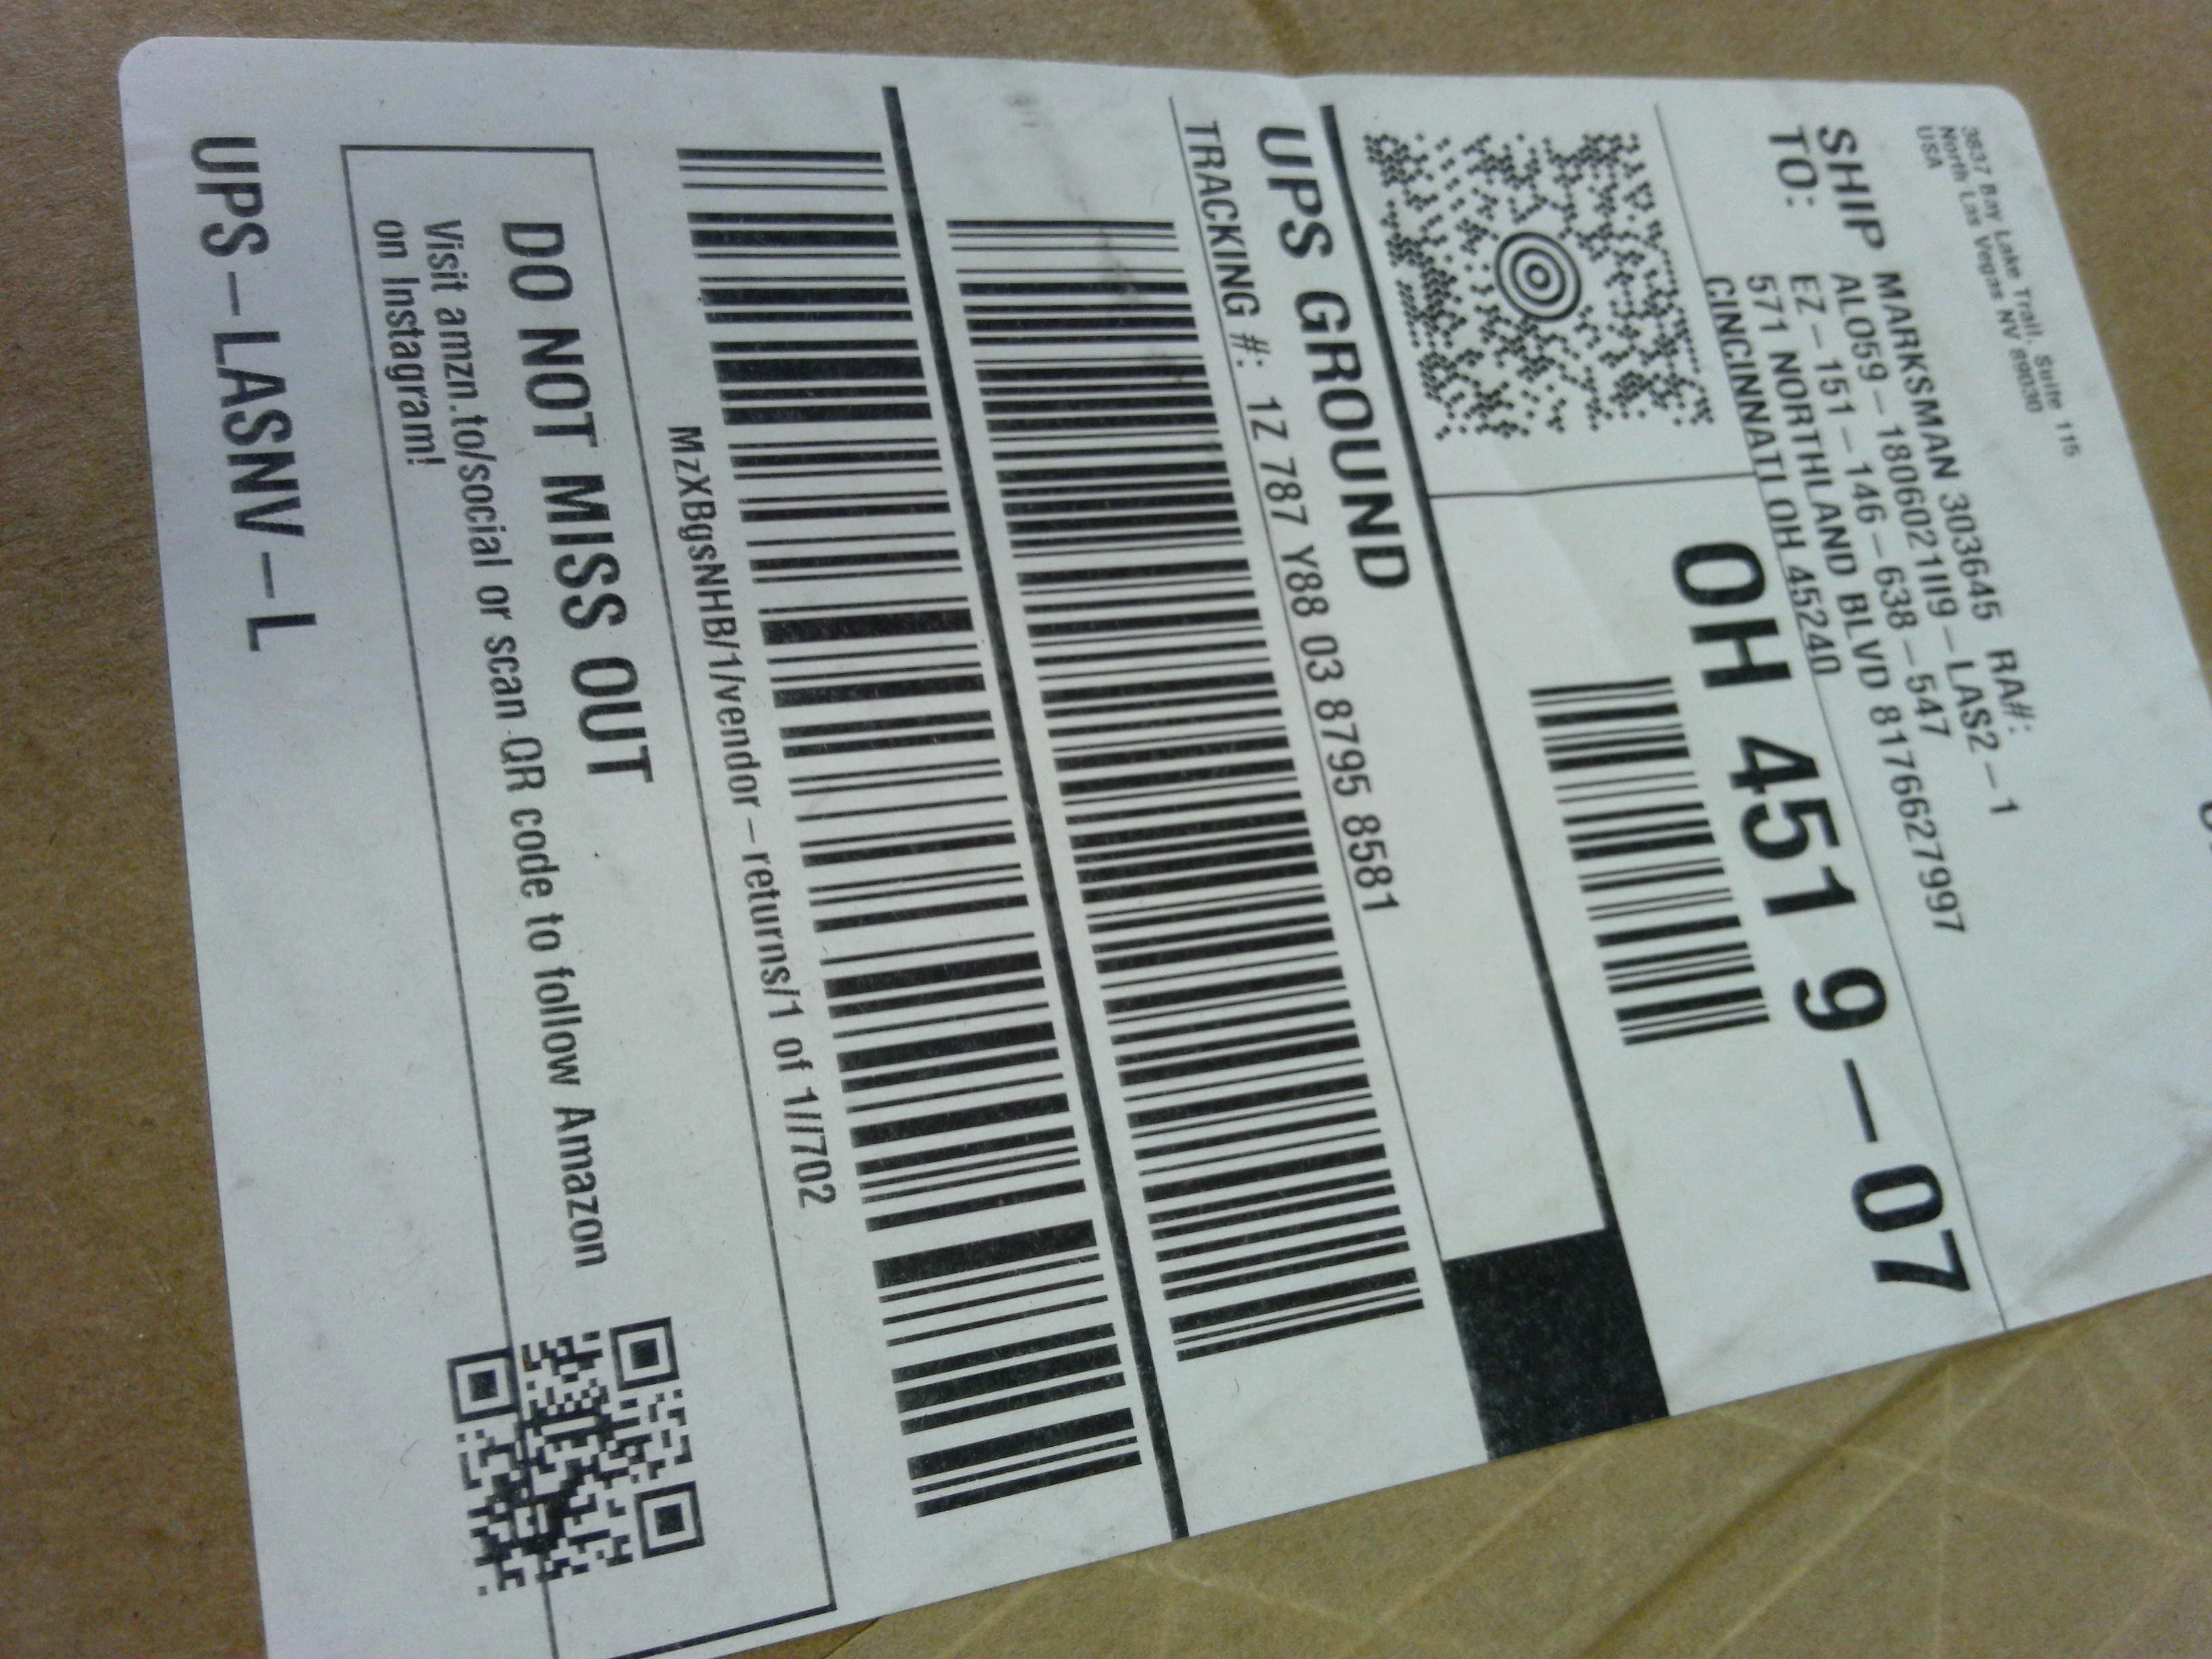 3837 Bay Lake Trail, Suite 115
North Las Vegas NV 89030
USA
SHIP TO:
MARKSMAN 303645 RA#:
ALO59-18060211I9-LAS2-1
EZ-151-146-638-547
571 NORTHLAND BLVD 8176627997
CINCINNATI OH 45240
OH 451 9-07
UPS GROUND
TRACKING #: 1Z 787 Y88 03 8795 8581
MzXBgsNHB/1/vendor-returns/1 of 1//702
DO NOT MISS OUT
Visit amzn.to/social or scan QR code to follow Amazon
on Instagram!
UPS-LASNV-L